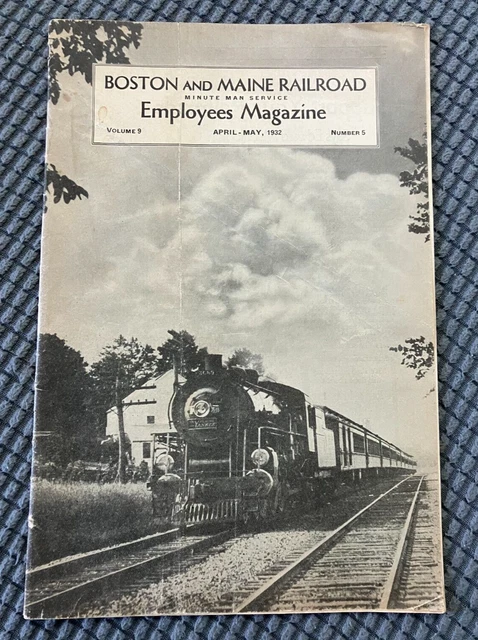 BOSTON AND MAINE RAILROAD
MINUTE MAN SERVICE
Employees Magazine
VOLUME 9 APRIL - MAY, 1932 NUMBER 5